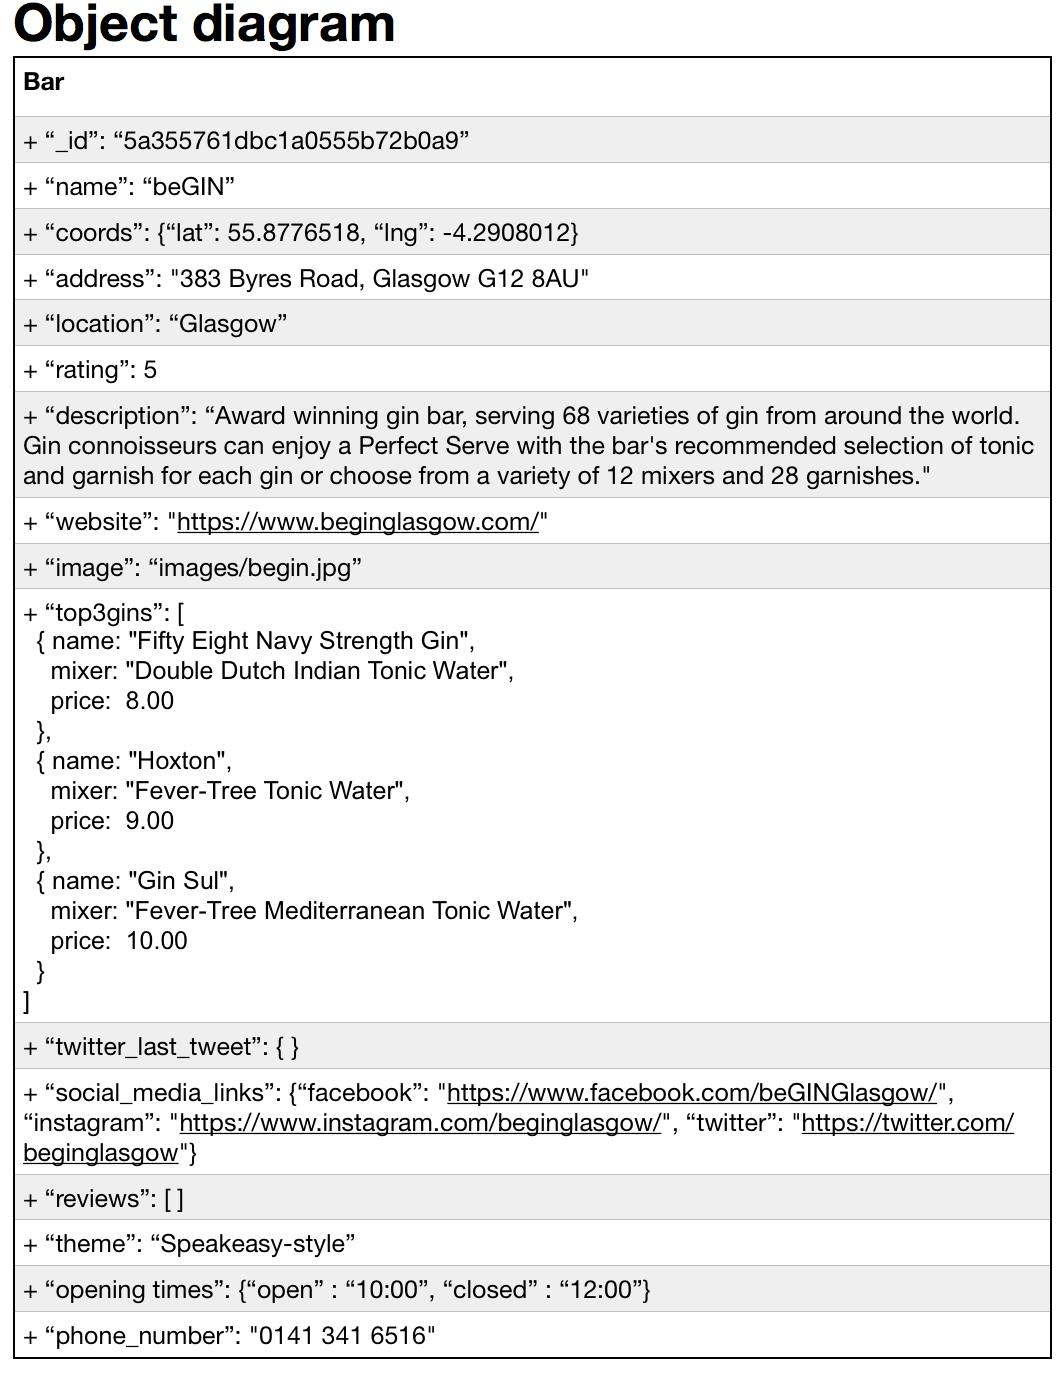 Object diagram
Bar
+ “_id”: “5a355761dbc1a0555b72b0a9”
+ “name”: “beGIN”
+ “coords”: {“lat”: 55.8776518, “lng”: -4.2908012}
+ “address”: "383 Byres Road, Glasgow G12 8AU"
+ “location”: “Glasgow”
+ “rating”: 5
+ “description”: “Award winning gin bar, serving 68 varieties of gin from around the world.
Gin connoisseurs can enjoy a Perfect Serve with the bar's recommended selection of tonic
and garnish for each gin or choose from a variety of 12 mixers and 28 garnishes."
+ “website”: "https://www.beginglasgow.com/"
+ “image”: “images/begin.jpg”
+ “top3gins”: [
{ name: "Fifty Eight Navy Strength Gin",
mixer: "Double Dutch Indian Tonic Water",
price: 8.00
},
{ name: "Hoxton",
mixer: "Fever-Tree Tonic Water",
price: 9.00
},
{ name: "Gin Sul",
mixer: "Fever-Tree Mediterranean Tonic Water",
price: 10.00
}
]
+ “twitter_last_tweet”: { }
+ “social_media_links”: {“facebook”: "https://www.facebook.com/beGINGlasgow/",
“instagram”: "https://www.instagram.com/beginglasgow/", “twitter”: "https://twitter.com/
beginglasgow"}
+ “reviews”: [ ]
+ “theme”: “Speakeasy-style”
+ “opening times”: {“open” : “10:00”, “closed” : “12:00”}
+ “phone_number”: "0141 341 6516"